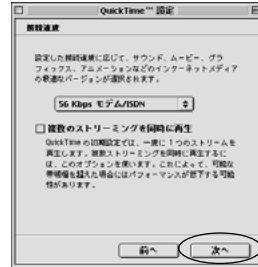 QuickTime™ 設定
接続速度
設定した接続速度に応じて、サウンド、ムービー、グラ
フィックス、アニメーションなどのインターネットメディア
の最適なバージョンが選択されます。
56 Kbps モデム/ISDN
複数のストリーミングを同時に再生
QuickTime の初期設定では、一度に 1 つのストリームを
再生します。複数ストリーミングを同時に再生するに
は、このオプションを使います。これによって、可能な
帯域幅を超えた場合にはパフォーマンスが低下する可能
性があります。
前へ
次へ